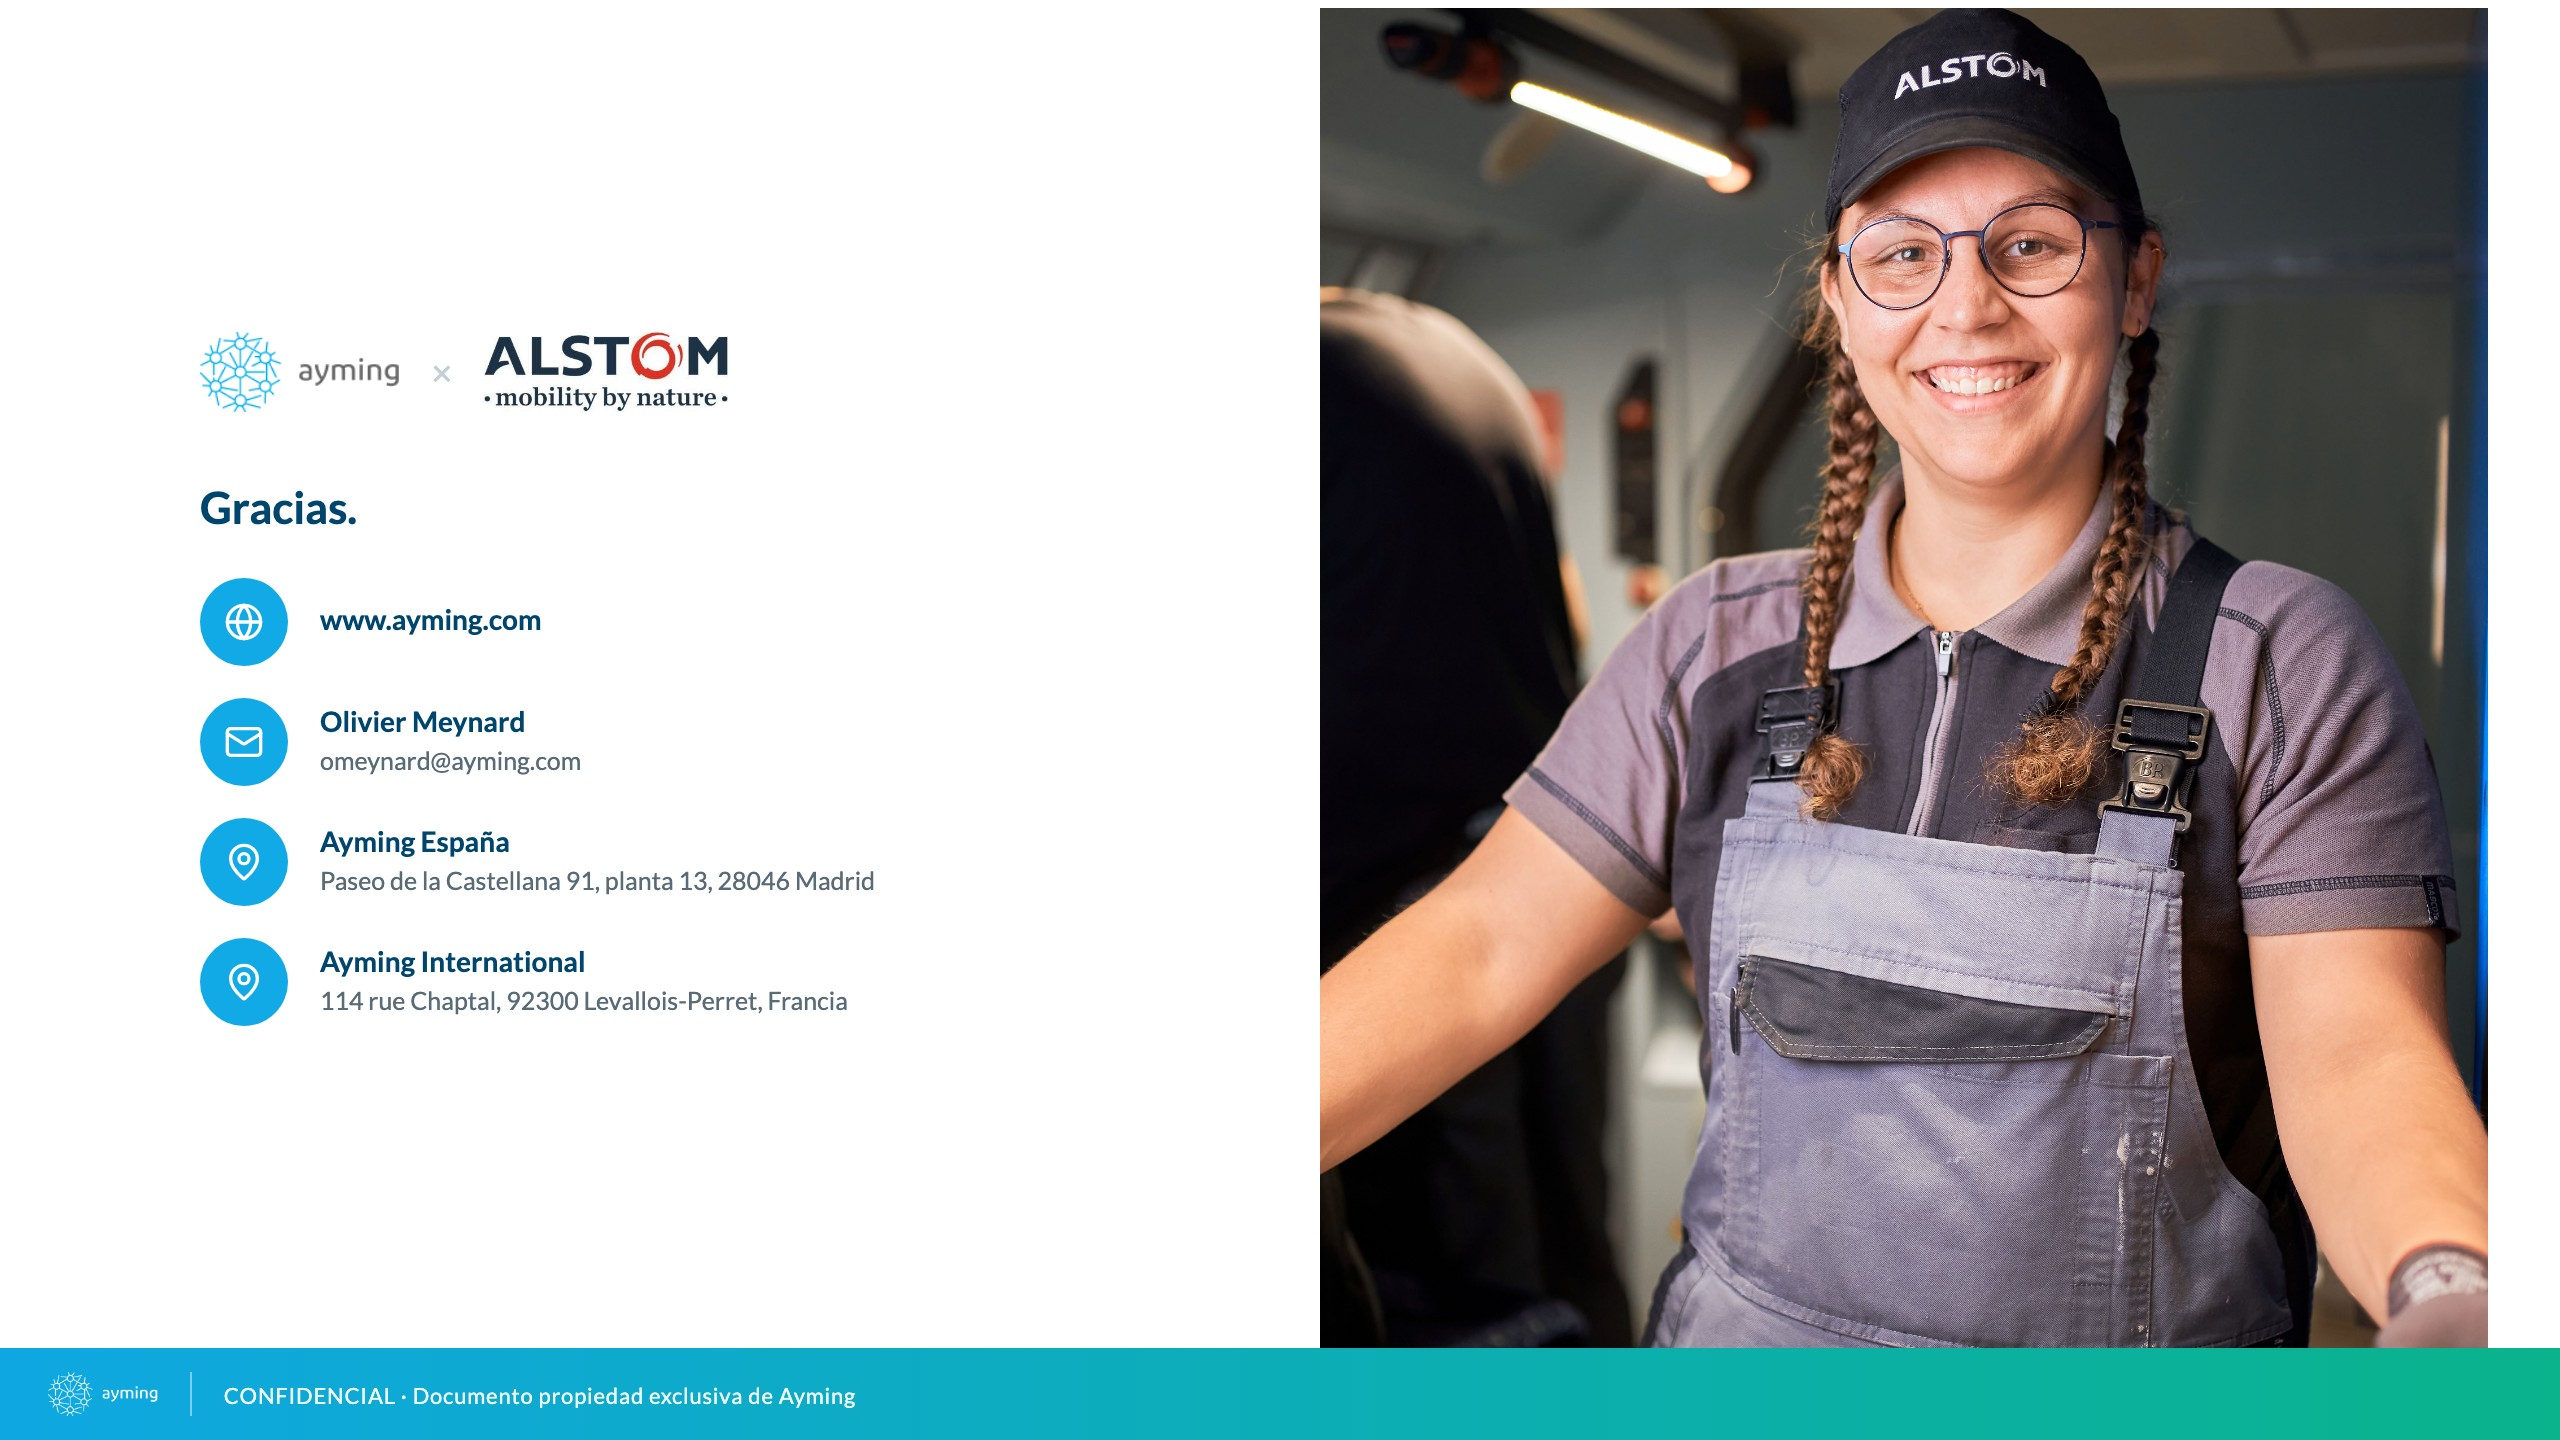 ayming × ALSTOM
• mobility by nature •
Gracias.
www.ayming.com
Olivier Meynard
omeynard@ayming.com
Ayming España
Paseo de la Castellana 91, planta 13, 28046 Madrid
Ayming International
114 rue Chaptal, 92300 Levallois-Perret, Francia
ALSTOM
BR
ayming
CONFIDENCIAL · Documento propiedad exclusiva de Ayming